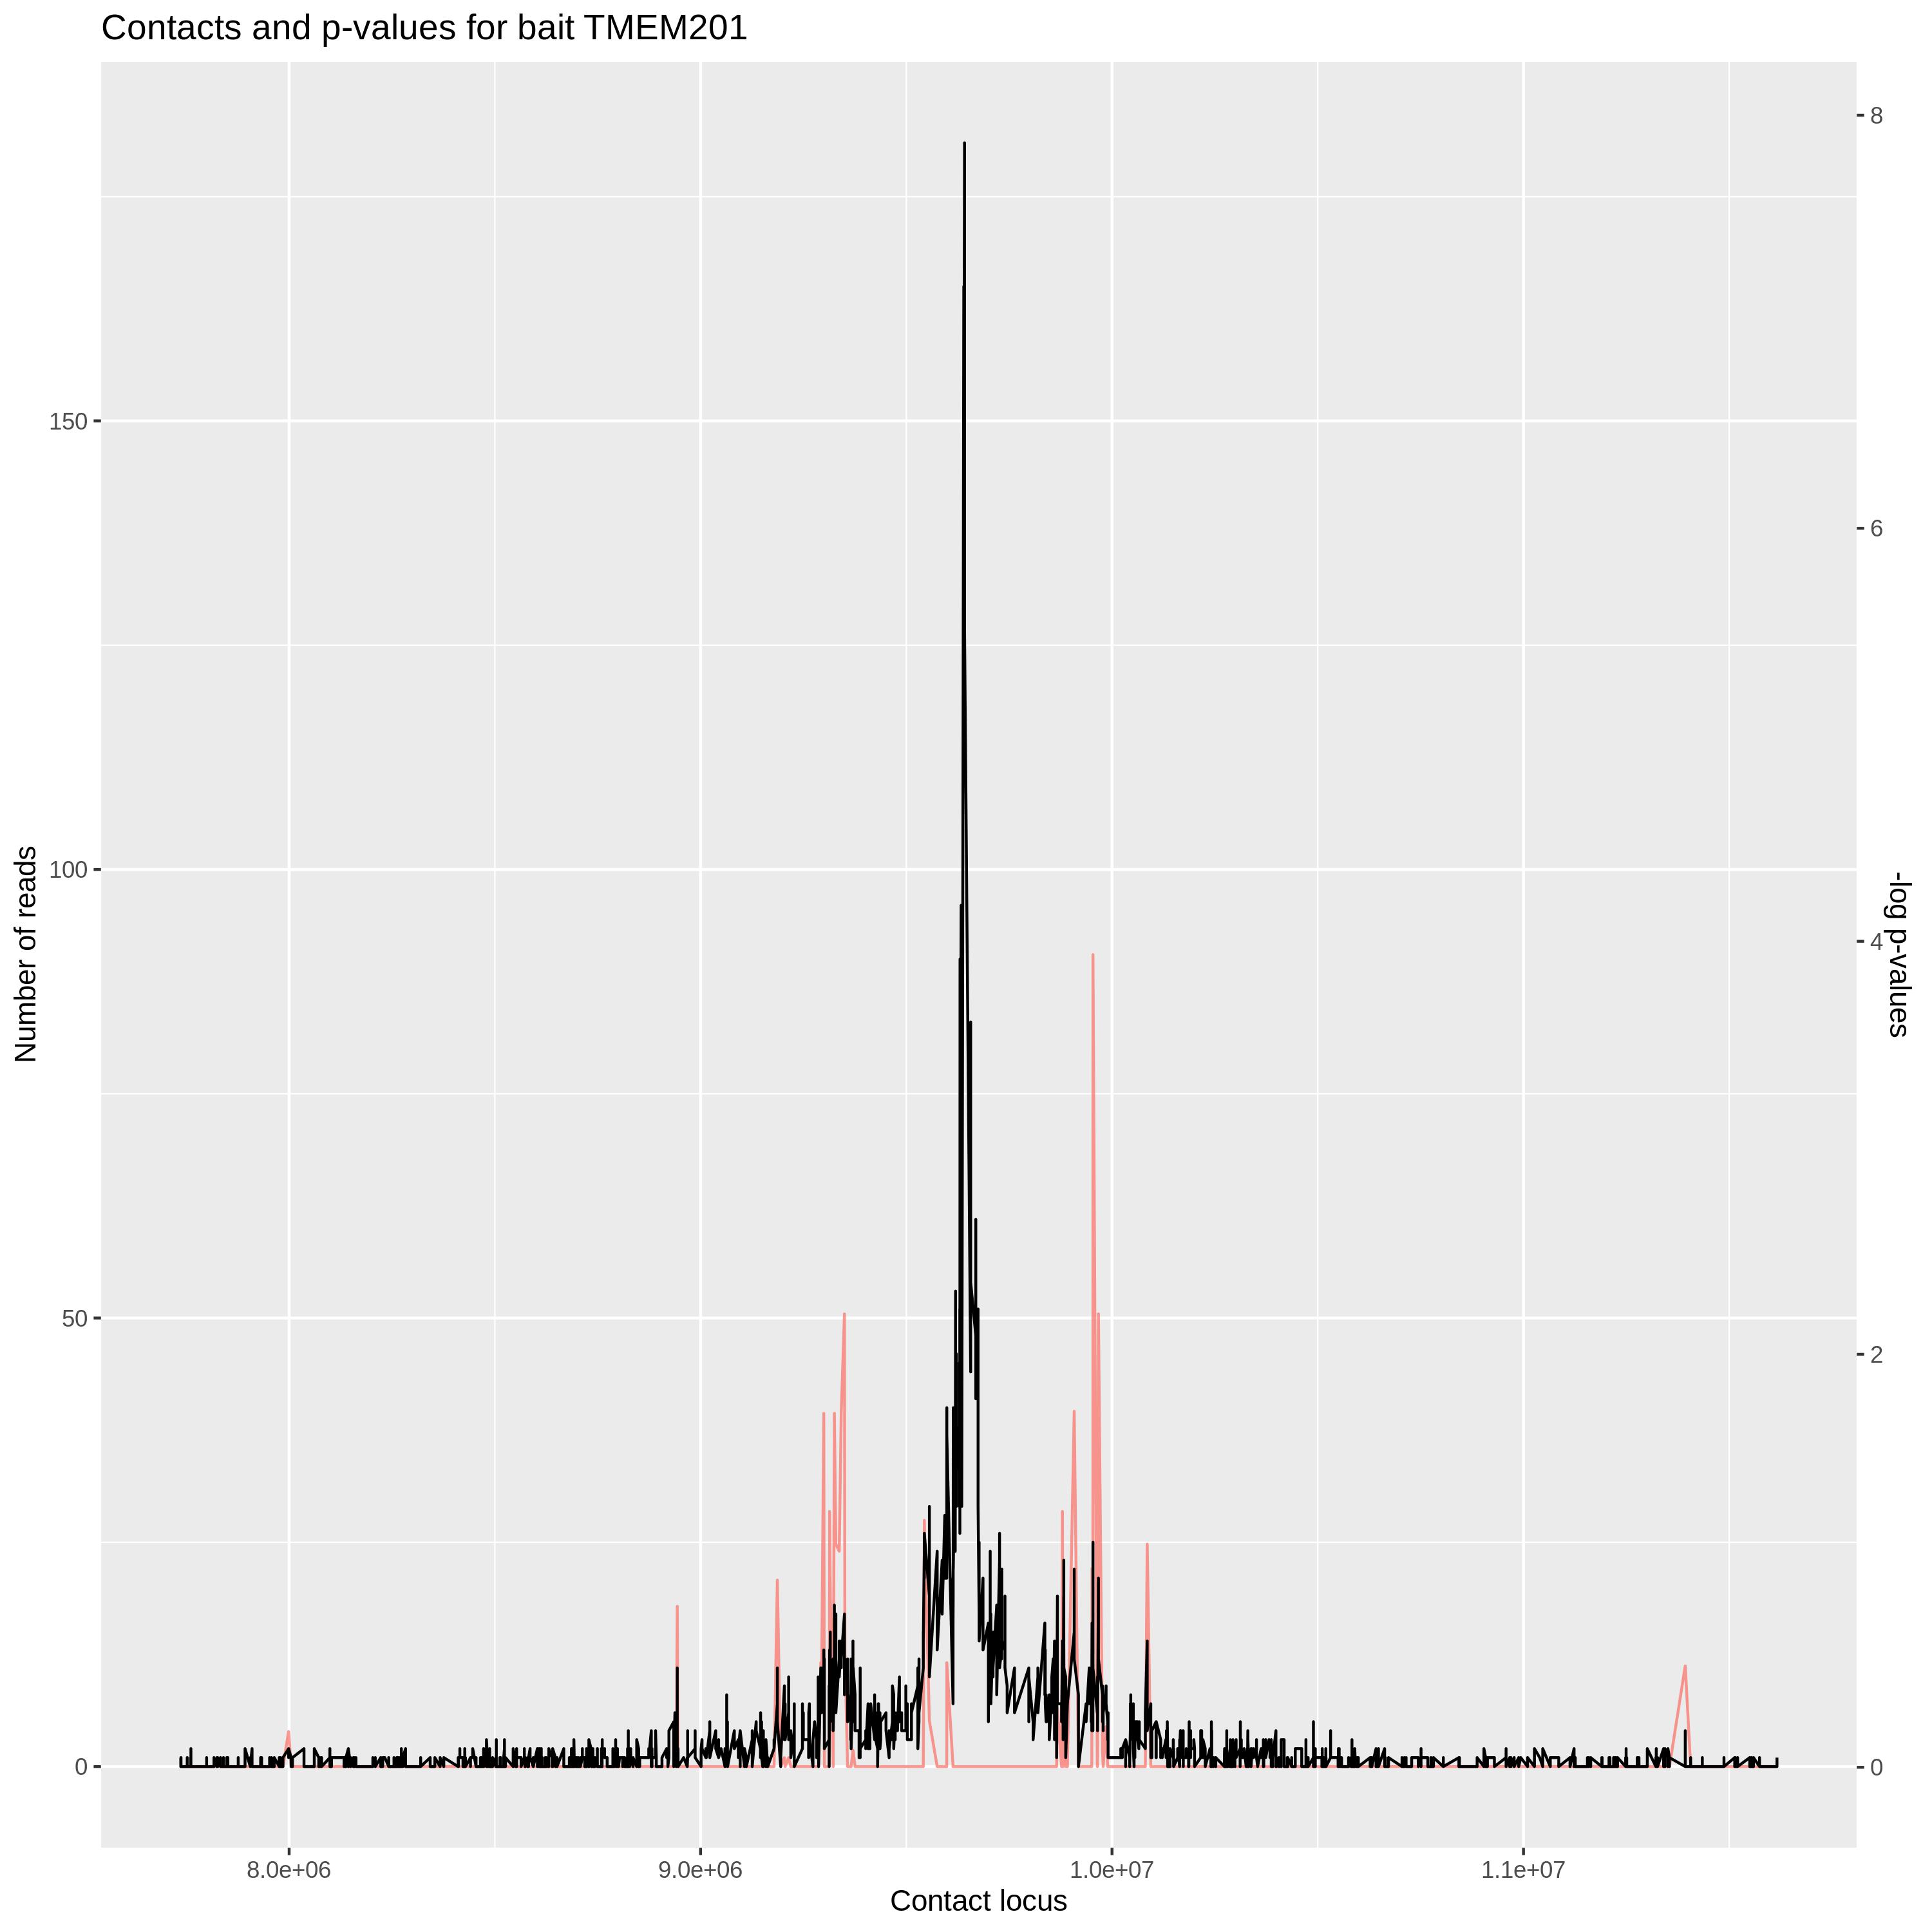 Contacts and p-values for bait TMEM201
150
100
50
0
Number of reads
8
6
4
2
0
-log p-values
8.0e+06
9.0e+06
1.0e+07
1.1e+07
Contact locus